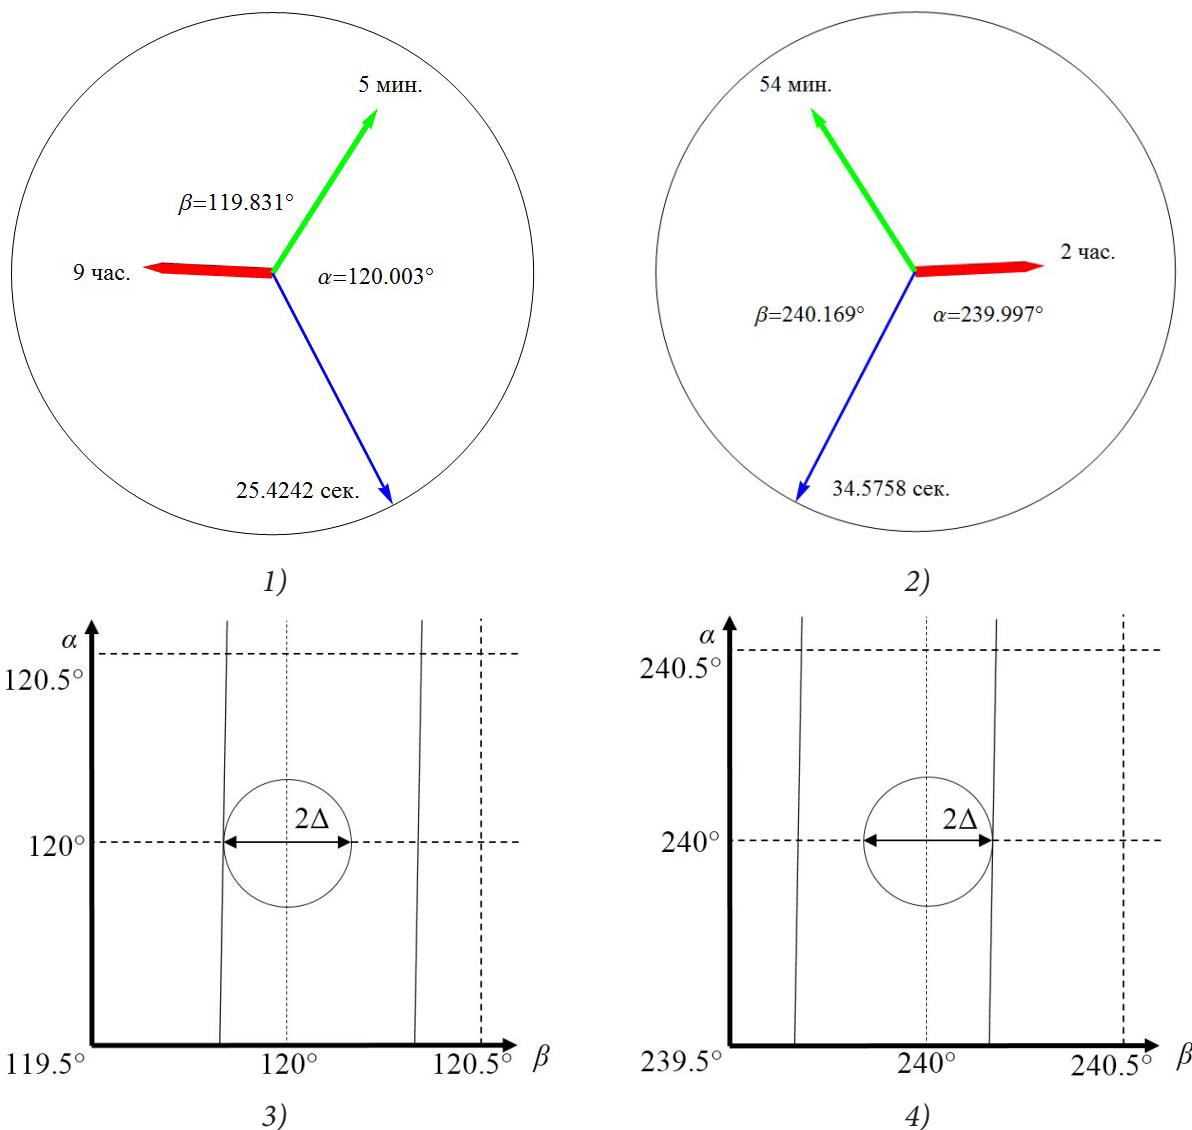 5 мин.
β=119.831°
9 час.
α=120.003°
25.4242 сек.
1)
54 мин.
2 час.
β=240.169°
α=239.997°
34.5758 сек.
2)
α
120.5°
2Δ
120°
119.5°
120°
120.5°
β
3)
α
240.5°
2Δ
240°
239.5°
240°
240.5°
β
4)